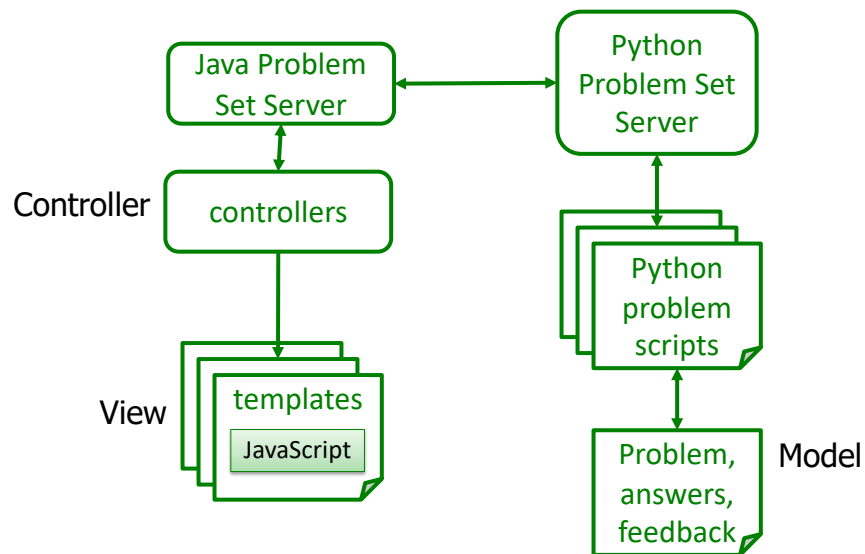 Java Problem
Set Server
Python
Problem Set
Server
Controller
controllers
Python
problem
scripts
View
templates
JavaScript
Problem,
answers,
feedback
Model